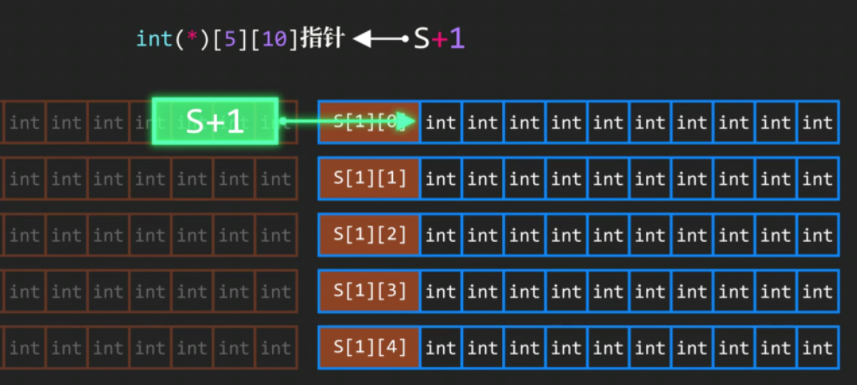 int(*)[5][10]指针 S+1
int int int int S+1 int S[1][0] int int int int int int int int int int
int int int int int int int S[1][1] int int int int int int int int int int
int int int int int int int S[1][2] int int int int int int int int int int
int int int int int int int S[1][3] int int int int int int int int int int
int int int int int int int S[1][4] int int int int int int int int int int